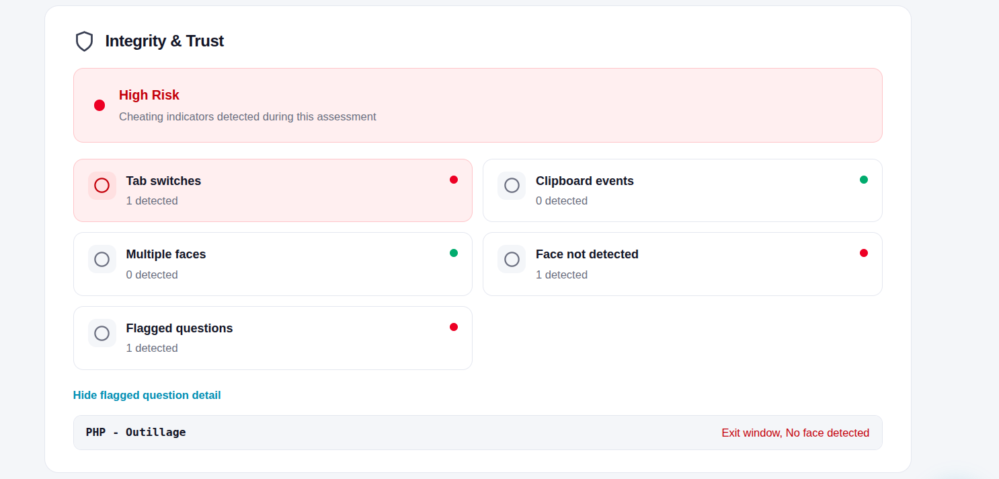 Integrity & Trust
High Risk
Cheating indicators detected during this assessment
Tab switches
1 detected
Clipboard events
0 detected
Multiple faces
0 detected
Face not detected
1 detected
Flagged questions
1 detected
Hide flagged question detail
PHP - Outillage
Exit window, No face detected